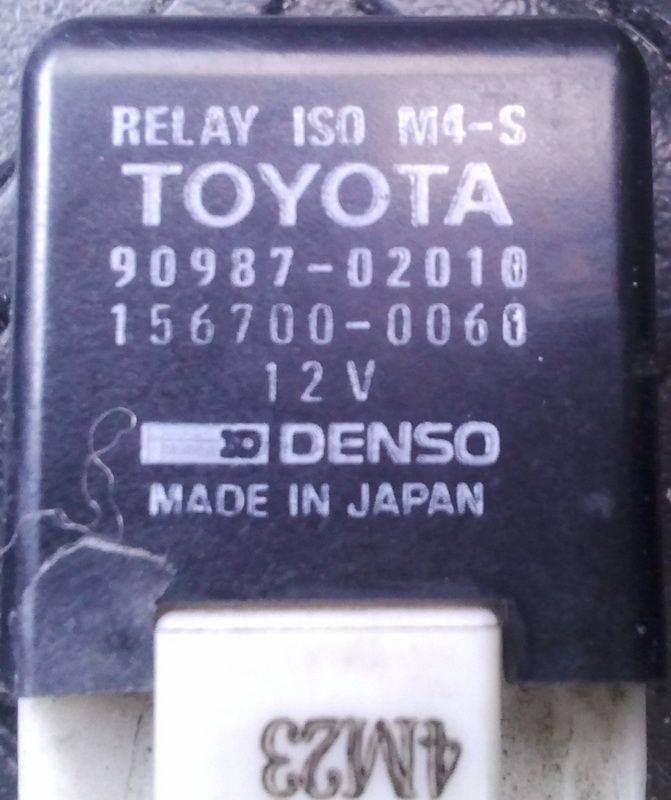 RELAY ISO M4-S
TOYOTA
90987-02010
156700-0060
12V
DENSO
MADE IN JAPAN
4M23